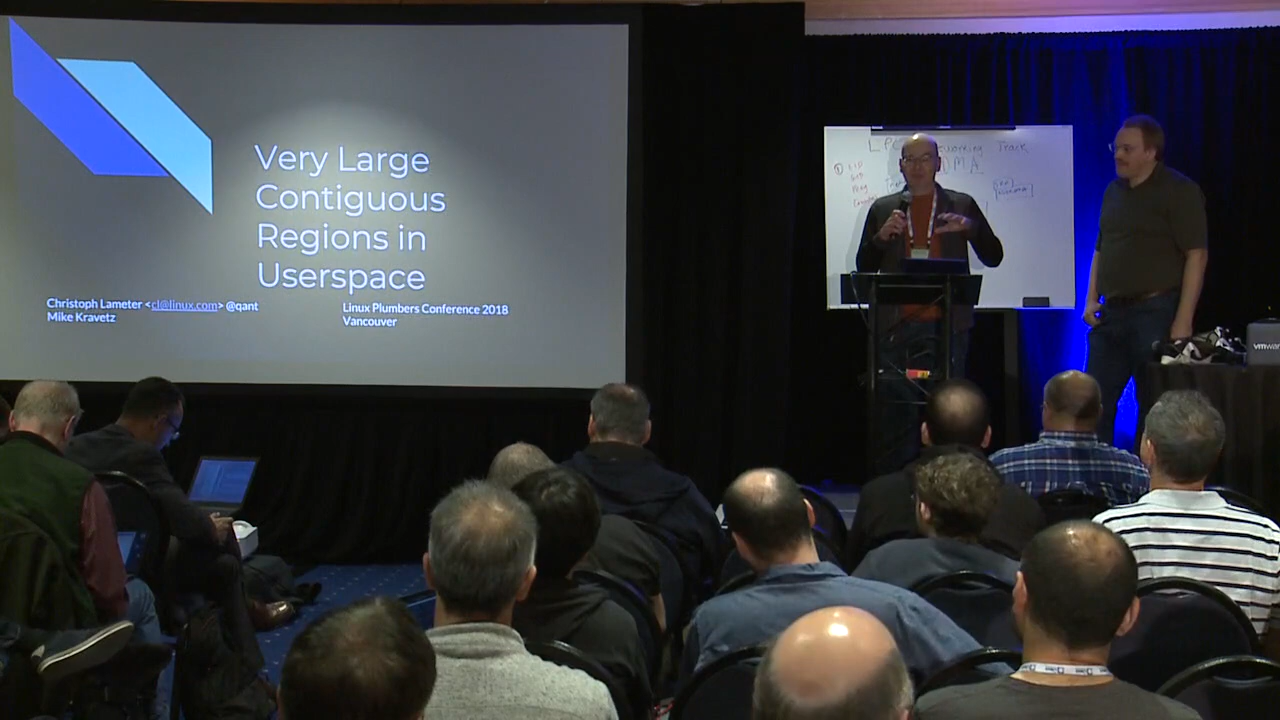 Very Large
Contiguous
Regions in
Userspace
Christoph Lameter <cl@linux.com> @qant
Mike Kravetz
Linux Plumbers Conference 2018
Vancouver
Track